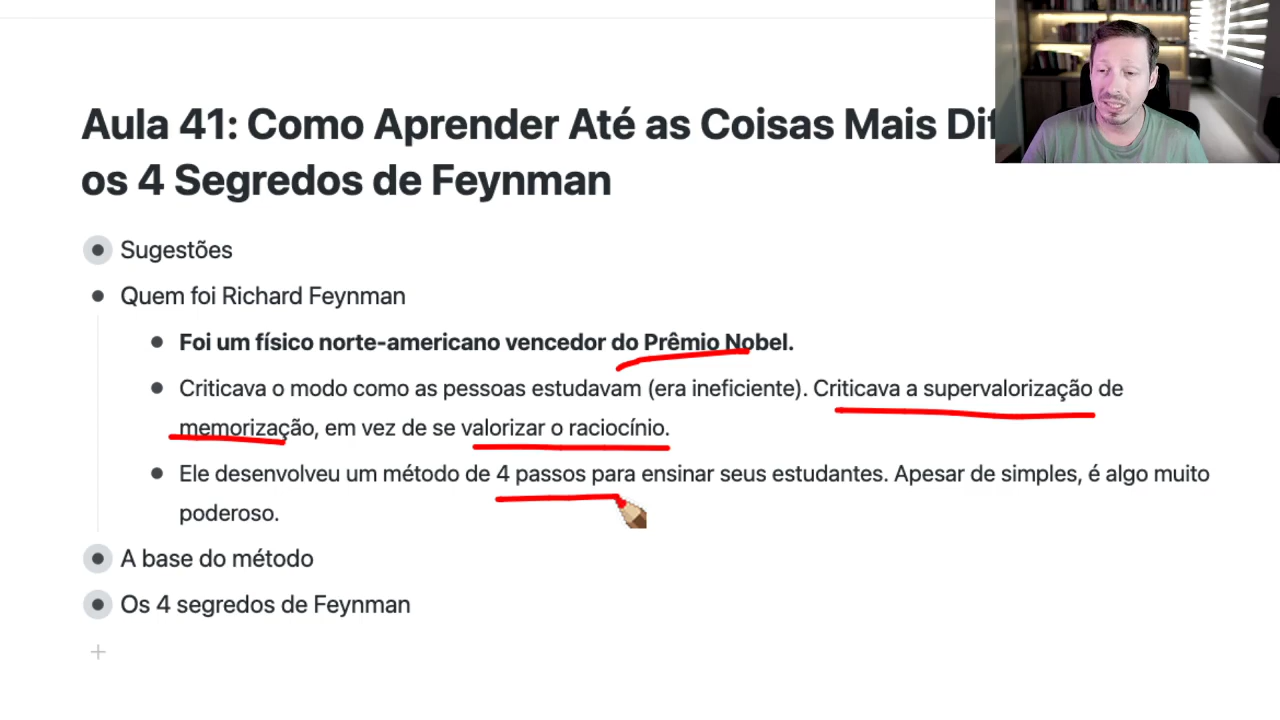 Aula 41: Como Aprender Até as Coisas Mais
os 4 Segredos de Feynman
Sugestões
Quem foi Richard Feynman
Foi um físico norte-americano vencedor do Prêmio Nobel.
Criticava o modo como as pessoas estudavam (era ineficiente). Criticava a supervalorização de
memorização, em vez de se valorizar o raciocínio.
Ele desenvolveu um método de 4 passos para ensinar seus estudantes. Apesar de simples, é algo muito
poderoso.
A base do método
Os 4 segredos de Feynman